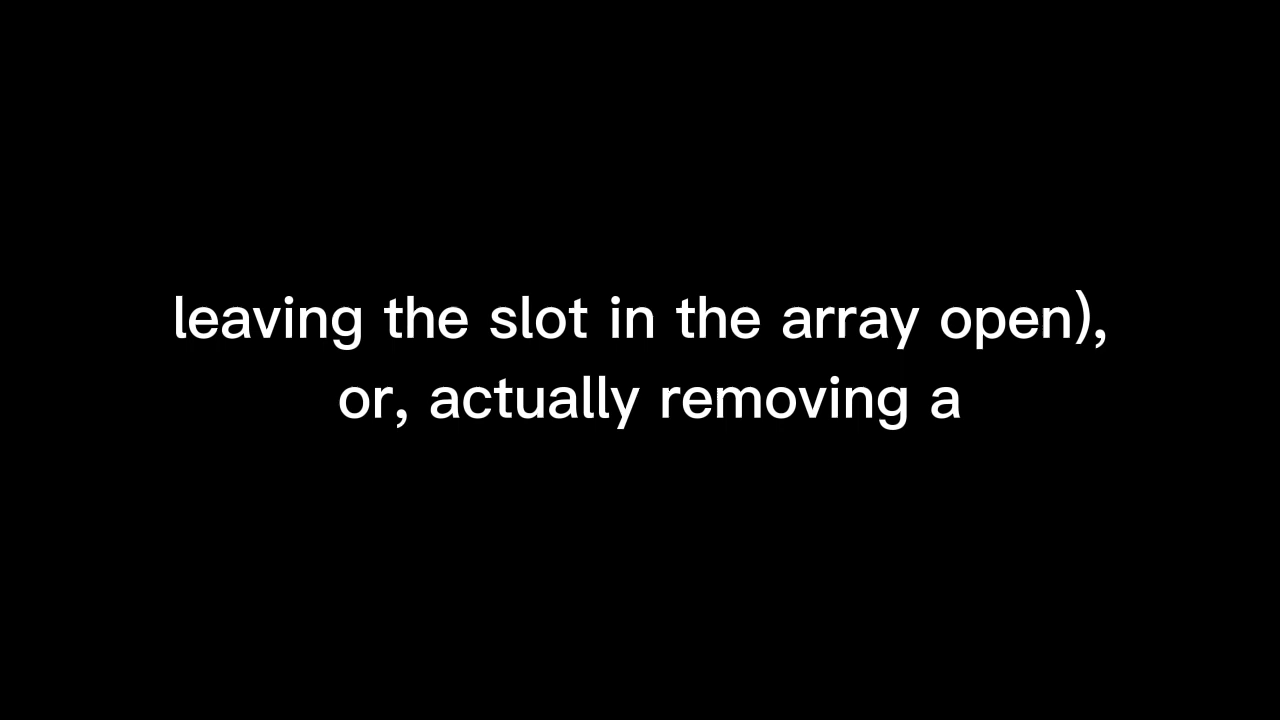 leaving the slot in the array open),
or, actually removing a